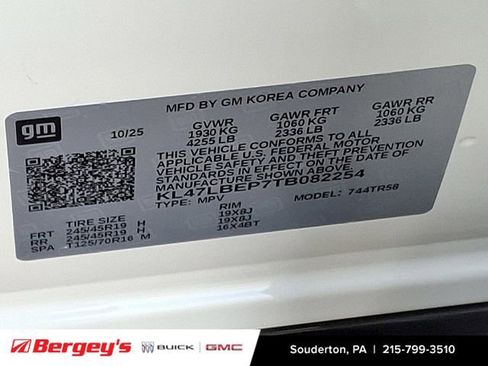 MFD BY GM KOREA COMPANY
gm
10/25 GVWR GAWR FRT GAWR RR
1930 KG 1060 KG 1060 KG
4255 LB 2336 LB 2336 LB
THIS VEHICLE CONFORMS TO ALL
APPLICABLE U.S. FEDERAL MOTOR
VEHICLE SAFETY AND THEFT PREVENTION
STANDARDS IN EFFECT ON THE DATE OF
MANUFACTURE SHOWN ABOVE.
KL47LBEP7TB082254
TYPE: MPV MODEL: 744TR58
TIRE SIZE RIM
FRT 245/45R19 H 19X8J
RR 245/45R19 H 19X8J
SPA T125/70R16 M 16X4BT
Bergey's BUICK GMC Souderton, PA | 215-799-3510